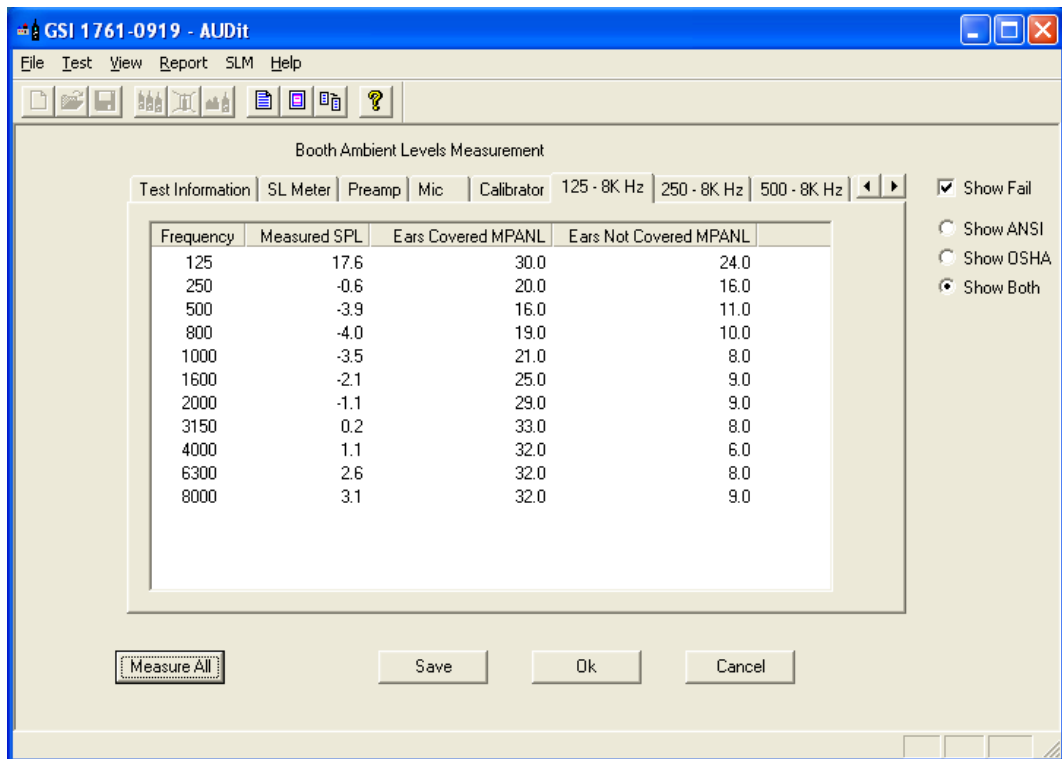 GSI 1761-0919 - AUDit
File Test View Report SLM Help
Booth Ambient Levels Measurement
Test Information SL Meter Preamp Mic Calibrator 125 - 8K Hz 250 - 8K Hz 500 - 8K Hz
Show Fail
Show ANSI
Show OSHA
Show Both
Frequency Measured SPL Ears Covered MPANL Ears Not Covered MPANL
125 17.6 30.0 24.0
250 -0.6 20.0 16.0
500 -3.9 16.0 11.0
800 -4.0 19.0 10.0
1000 -3.5 21.0 8.0
1600 -2.1 25.0 9.0
2000 -1.1 29.0 9.0
3150 0.2 33.0 8.0
4000 1.1 32.0 6.0
6300 2.6 32.0 8.0
8000 3.1 32.0 9.0
Measure All Save Ok Cancel